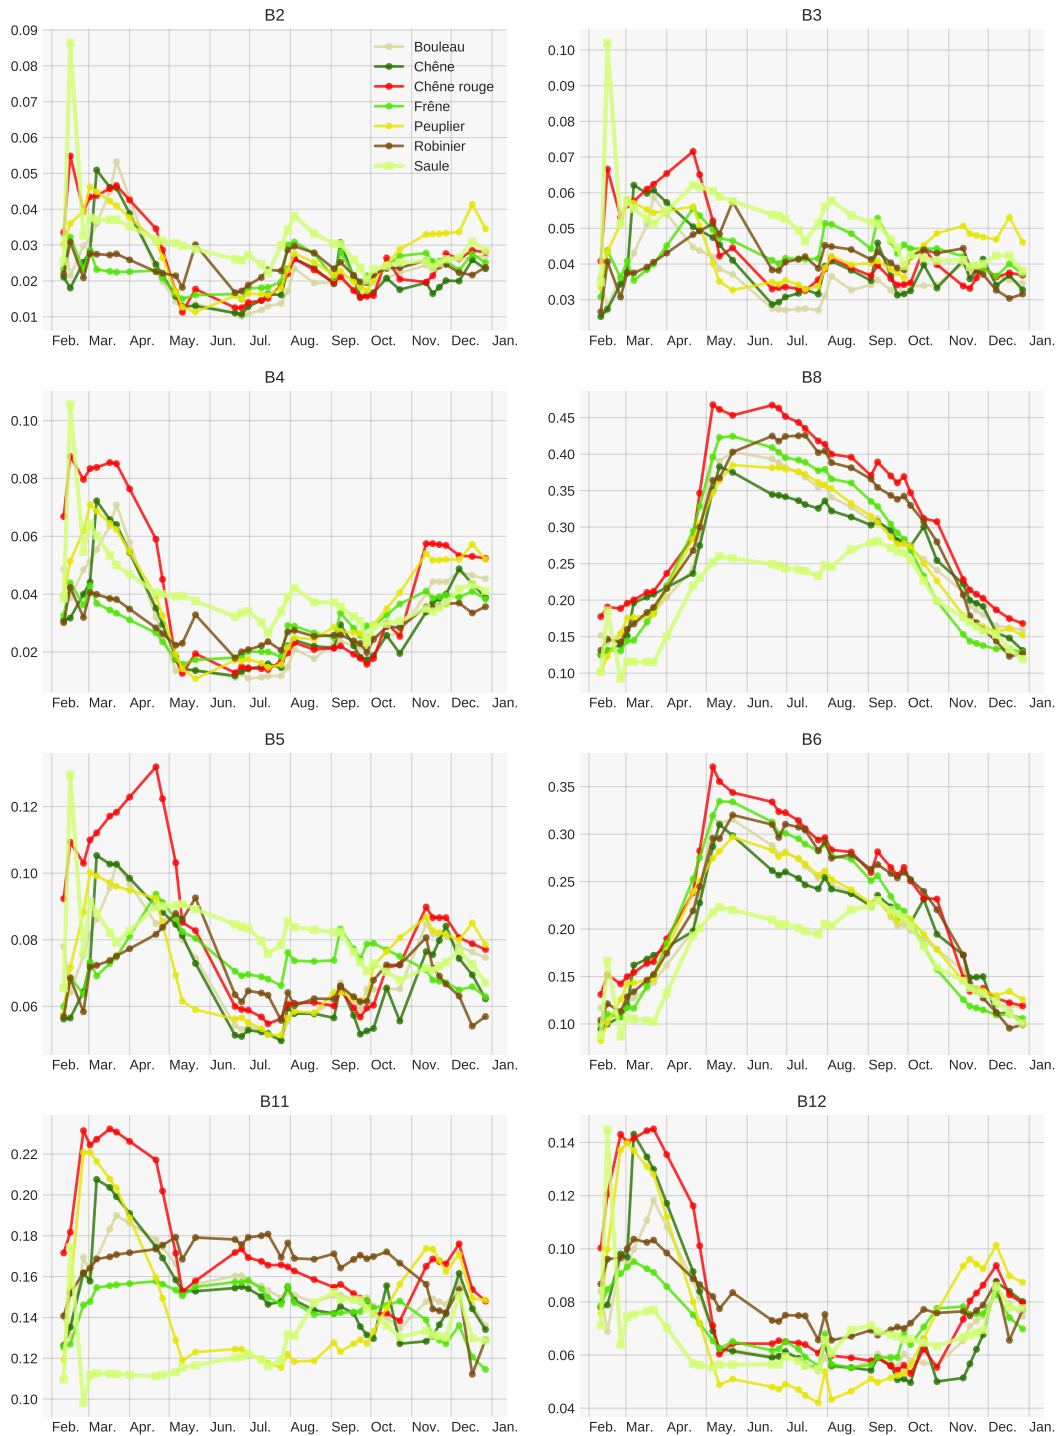 B2
0.09
0.08
0.07
0.06
0.05
0.04
0.03
0.02
0.01
Bouleau
Chêne
Chêne rouge
Frêne
Peuplier
Robinier
Saule
Feb. Mar. Apr. May. Jun. Jul. Aug. Sep. Oct. Nov. Dec. Jan.
B3
0.10
0.09
0.08
0.07
0.06
0.05
0.04
0.03
Feb. Mar. Apr. May. Jun. Jul. Aug. Sep. Oct. Nov. Dec. Jan.
B4
0.10
0.08
0.06
0.04
0.02
Feb. Mar. Apr. May. Jun. Jul. Aug. Sep. Oct. Nov. Dec. Jan.
B8
0.45
0.40
0.35
0.30
0.25
0.20
0.15
0.10
Feb. Mar. Apr. May. Jun. Jul. Aug. Sep. Oct. Nov. Dec. Jan.
B5
0.12
0.10
0.08
0.06
Feb. Mar. Apr. May. Jun. Jul. Aug. Sep. Oct. Nov. Dec. Jan.
B6
0.35
0.30
0.25
0.20
0.15
0.10
Feb. Mar. Apr. May. Jun. Jul. Aug. Sep. Oct. Nov. Dec. Jan.
B11
0.22
0.20
0.18
0.16
0.14
0.12
0.10
Feb. Mar. Apr. May. Jun. Jul. Aug. Sep. Oct. Nov. Dec. Jan.
B12
0.14
0.12
0.10
0.08
0.06
0.04
Feb. Mar. Apr. May. Jun. Jul. Aug. Sep. Oct. Nov. Dec. Jan.